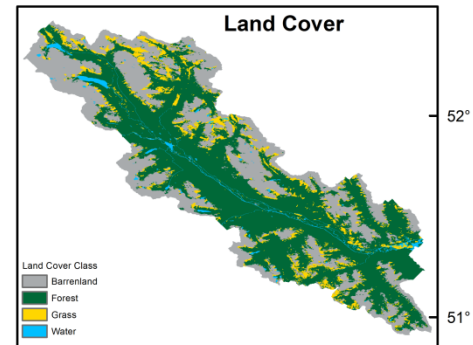 Land Cover
52°
Land Cover Class
Barrenland
Forest
Grass
Water
51°